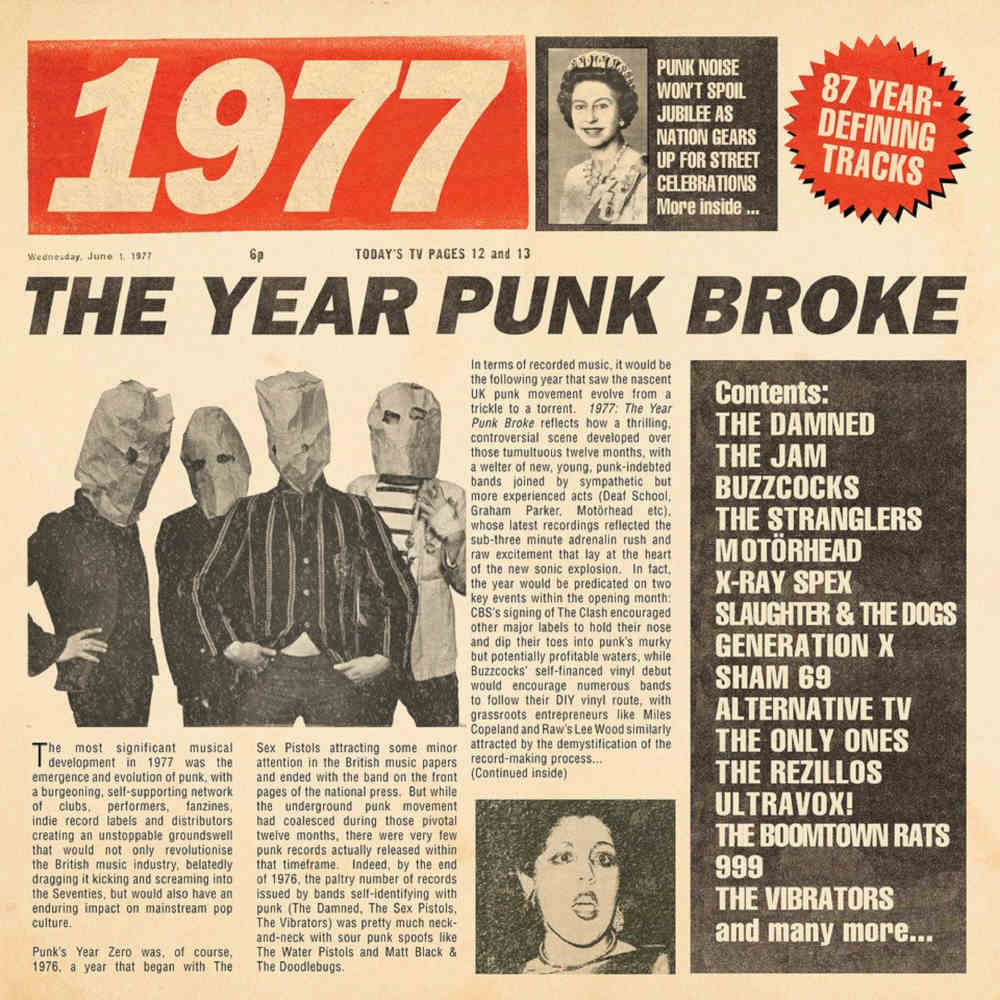 1977
PUNK NOISE
WON'T SPOIL
JUBILEE AS
NATION GEARS
UP FOR STREET
CELEBRATIONS
More inside ...
87 YEAR-
DEFINING
TRACKS
Wednesday, June 1, 1977
6p
TODAY'S TV PAGES 12 and 13
THE YEAR PUNK BROKE
The most significant musical
development in 1977 was the
emergence and evolution of punk, with
a burgeoning, self-supporting network
of clubs, performers, fanzines,
indie record labels and distributors
creating an unstoppable groundswell
that would not only revolutionise
the British music industry, belatedly
dragging it kicking and screaming into
the Seventies, but would also have an
enduring impact on mainstream pop
culture.
Punk's Year Zero was, of course,
1976, a year that began with The
Sex Pistols attracting some minor
attention in the British music papers
and ended with the band on the front
pages of the national press. But while
the underground punk movement
had coalesced during those pivotal
twelve months, there were very few
punk records actually released within
that timeframe. Indeed, by the end
of 1976, the paltry number of records
issued by bands self-identifying with
punk (The Damned, The Sex Pistols,
The Vibrators) was pretty much neck-
and-neck with sour punk spoofs like
The Water Pistols and Matt Black &
The Doodlebugs.
In terms of recorded music, it would be
the following year that saw the nascent
UK punk movement evolve from a
trickle to a torrent. 1977: The Year
Punk Broke reflects how a thrilling,
controversial scene developed over
those tumultuous twelve months, with
a welter of new, young, punk-indebted
bands joined by sympathetic but
more experienced acts (Deaf School,
Graham Parker, Motörhead etc),
whose latest recordings reflected the
sub-three minute adrenalin rush and
raw excitement that lay at the heart
of the new sonic explosion. In fact,
the year would be predicated on two
key events within the opening month:
CBS's signing of The Clash encouraged
other major labels to hold their nose
and dip their toes into punk's murky
but potentially profitable waters, while
Buzzcocks' self-financed vinyl debut
would encourage numerous bands
to follow their DIY vinyl route, with
grassroots entrepreneurs like Miles
Copeland and Raw's Lee Wood similarly
attracted by the demystification of the
record-making process...
(Continued inside)
Contents:
THE DAMNED
THE JAM
BUZZCOCKS
THE STRANGLERS
MOTÖRHEAD
X-RAY SPEX
SLAUGHTER & THE DOGS
GENERATION X
SHAM 69
ALTERNATIVE TV
THE ONLY ONES
THE REZILLOS
ULTRAVOX!
THE BOOMTOWN RATS
999
THE VIBRATORS
and many more...